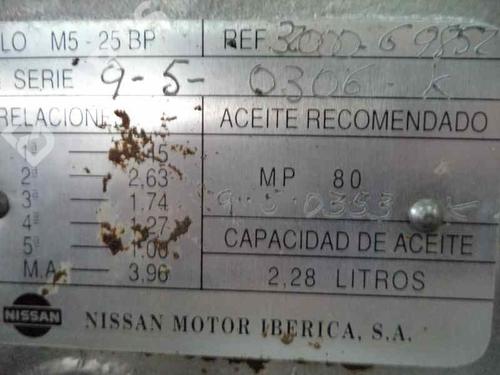 LO M5-25 BP REF.
SERIE 9-5- 0306-K
RELACIONES ACEITE RECOMENDADO
1ª
2ª 2,63 MP 80
3ª 1,74 9-5-0353 K
4ª 1,27
5ª 1,00 CAPACIDAD DE ACEITE
M.A. 3,96 2,28 LITROS
NISSAN NISSAN MOTOR IBERICA, S.A.